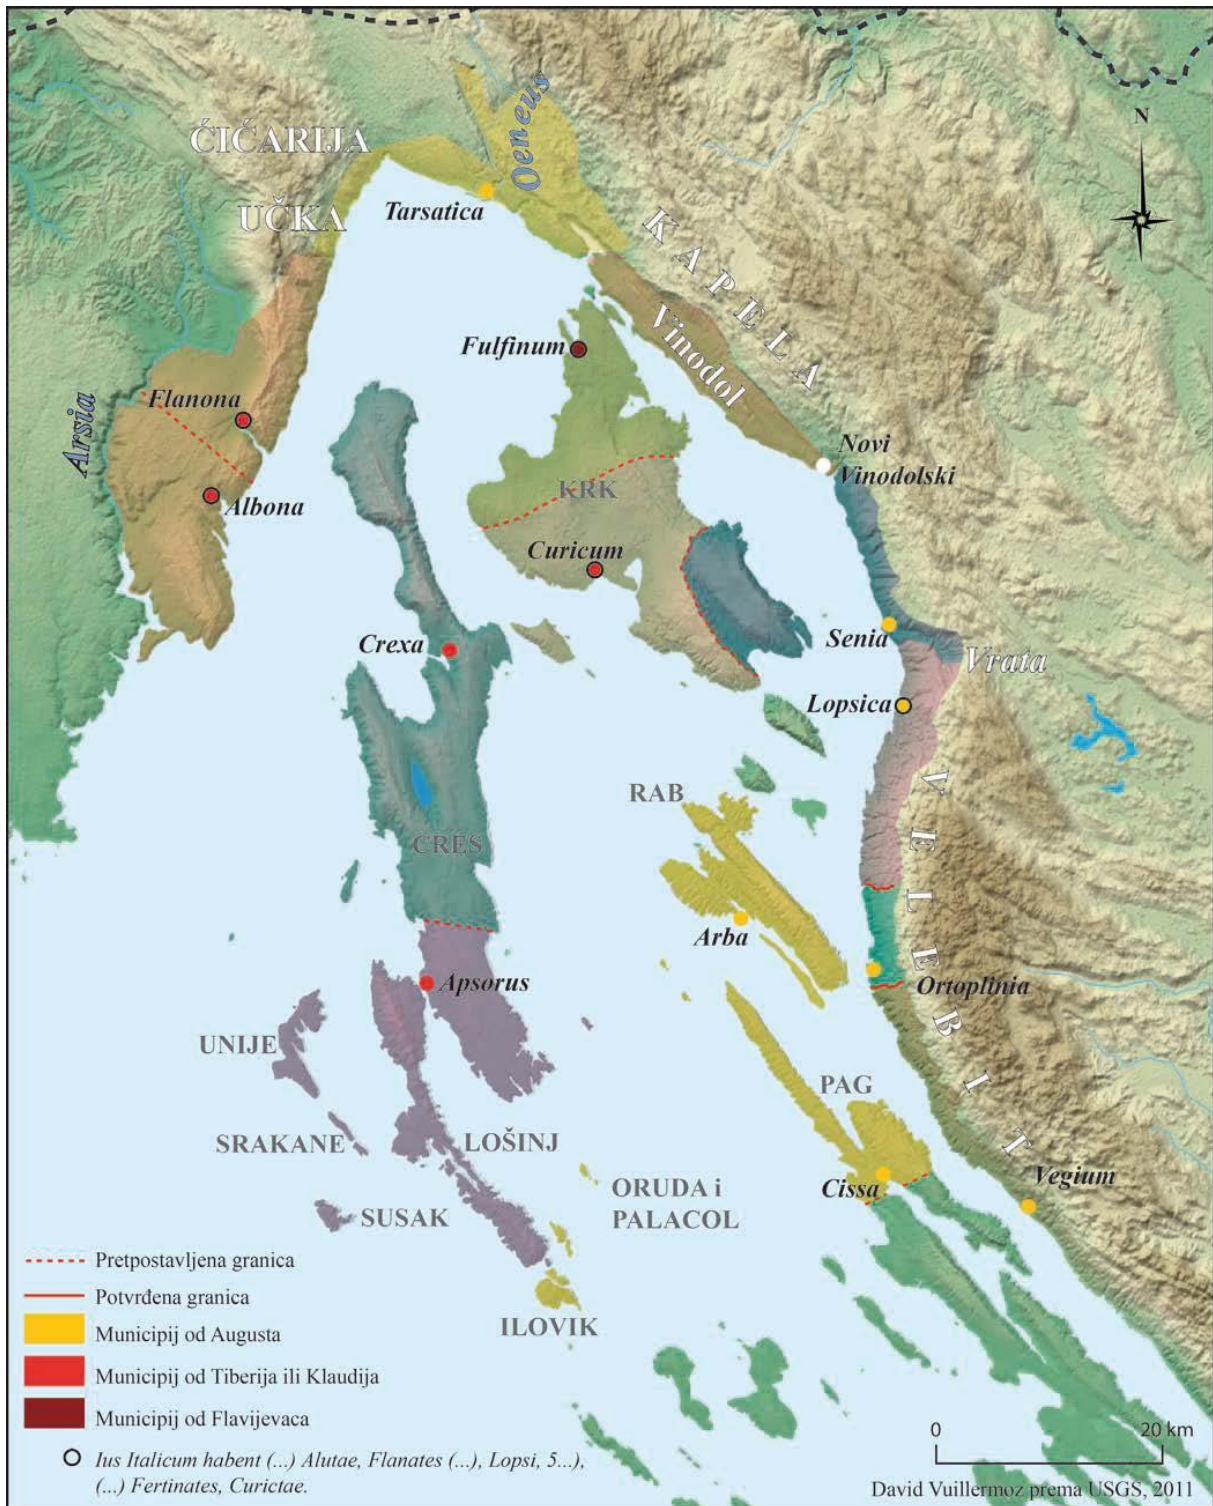 N
ĆIĆARIJA
Oeneus
UČKA
Tarsatica
KAPELA
Fulfinum
Vinodol
Flanona
Arsia
Novi
Vinodolski
Albona
KRK
Curicum
Crexa
Senia
Vrata
Lopsica
VELEBIT
RAB
CRES
Arba
Apsorus
Ortoplinia
UNIJE
PAG
SRAKANE
LOŠINJ
Vegium
Cissa
ORUDA i
PALACOL
SUSAK
ILOVIK
Pretpostavljena granica
Potvrđena granica
Municipij od Augusta
Municipij od Tiberija ili Klaudija
Municipij od Flavijevaca
Ius Italicum habent (...) Alutae, Flanates (...), Lopsi, 5...),
(...) Fertinates, Curictae.
0 20 km
David Vuillermoz prema USGS, 2011